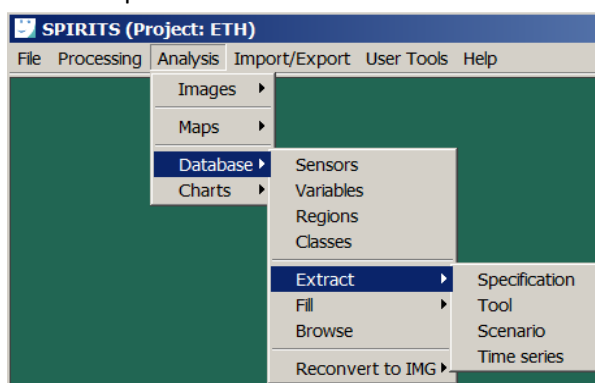 SPIRITS (Project: ETH)
File Processing Analysis Import/Export User Tools Help
Images
Maps
Database
Charts
Sensors
Variables
Regions
Classes
Extract
Fill
Browse
Reconvert to IMG
Specification
Tool
Scenario
Time series